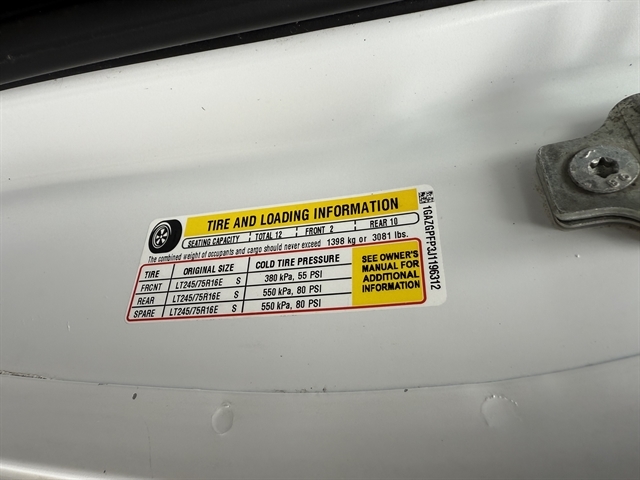 TIRE AND LOADING INFORMATION
SEATING CAPACITY TOTAL 12 FRONT 2 REAR 10
The combined weight of occupants and cargo should never exceed 1398 kg or 3081 lbs.
TIRE ORIGINAL SIZE COLD TIRE PRESSURE
FRONT LT245/75R16E S 380 kPa, 55 PSI
REAR LT245/75R16E S 550 kPa, 80 PSI
SPARE LT245/75R16E S 550 kPa, 80 PSI
SEE OWNER'S
MANUAL FOR
ADDITIONAL
INFORMATION
1GAZGPFP3J1196312